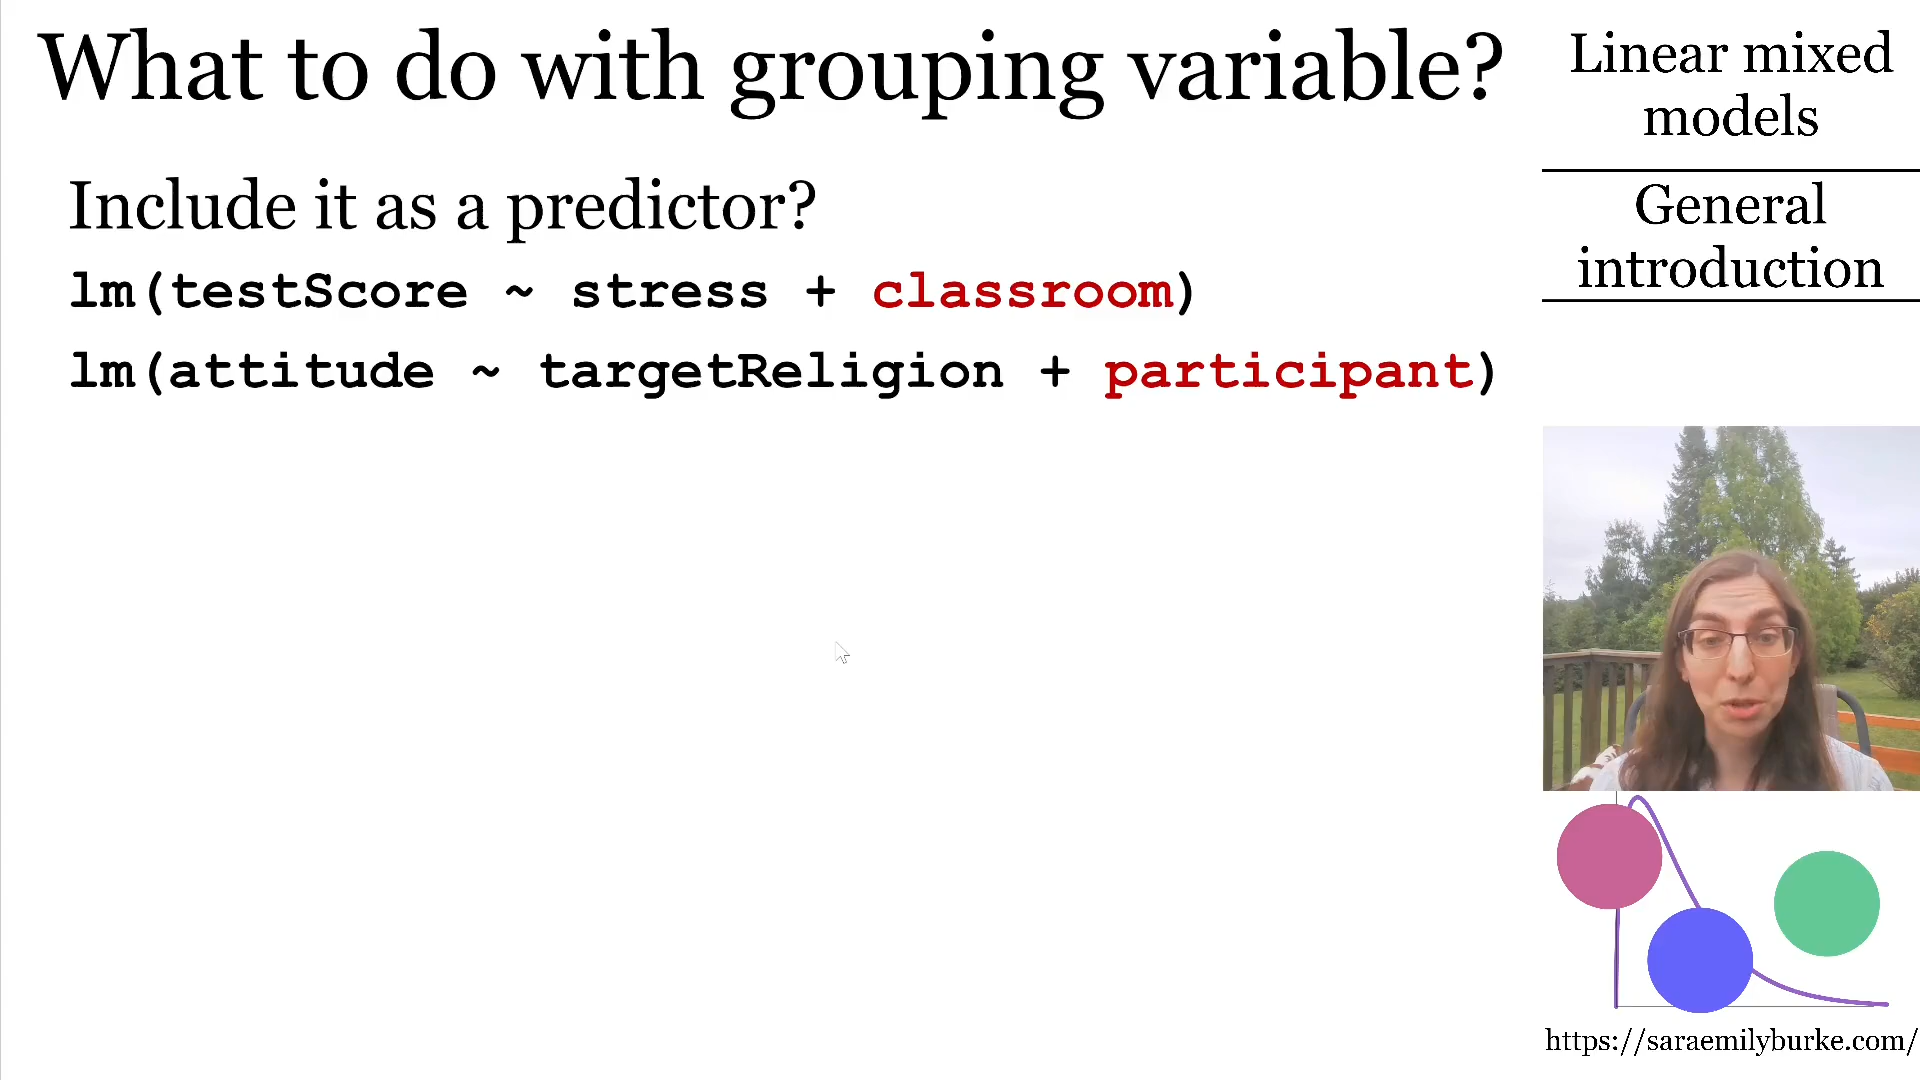 What to do with grouping variable?
Include it as a predictor?
lm(testScore ~ stress + classroom)
lm(attitude ~ targetReligion + participant)
Linear mixed
models
General
introduction
https://saraemilyburke.com/